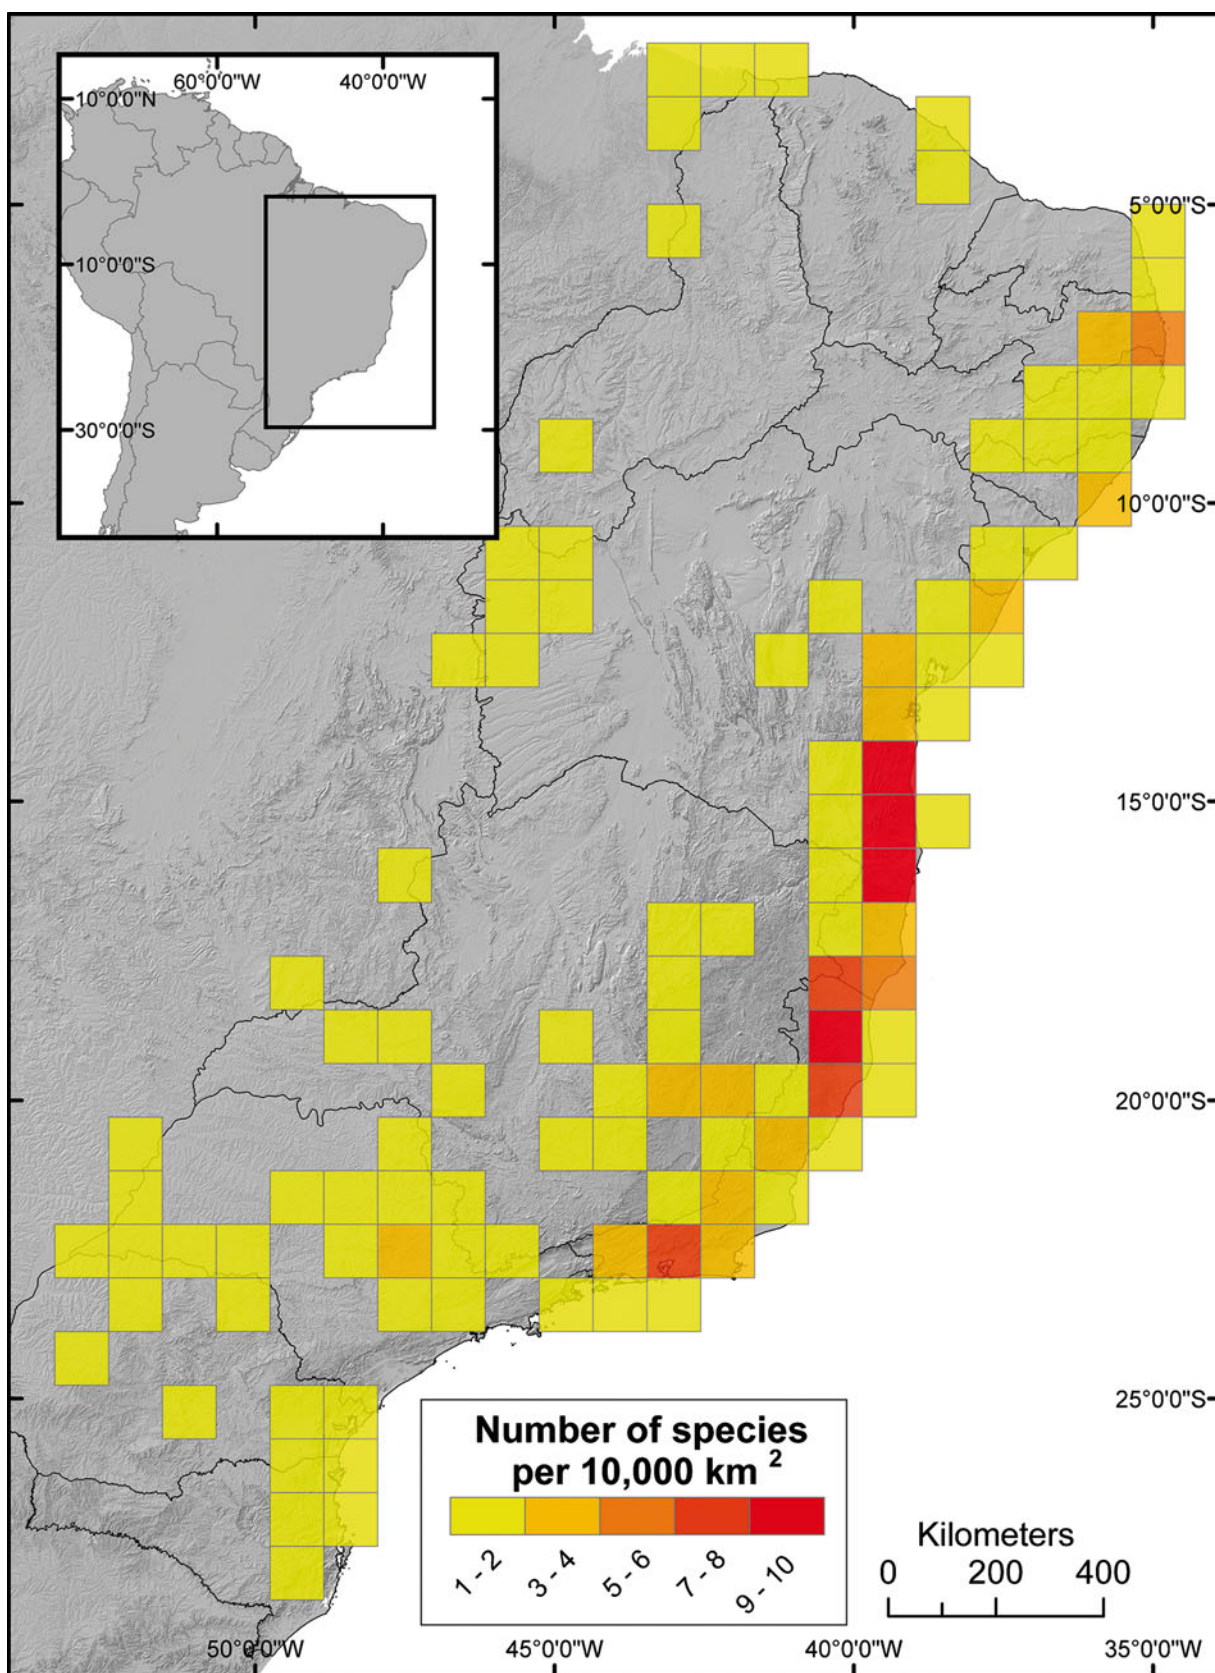 60°0'0"W 40°0'0"W
10°0'0"N
10°0'0"S
30°0'0"S
5°0'0"S
10°0'0"S
15°0'0"S
20°0'0"S
25°0'0"S
Number of species
per 10,000 km 2
1 - 2 3 - 4 5 - 6 7 - 8 9 - 10
Kilometers
0 200 400
50°0'0"W 45°0'0"W 40°0'0"W 35°0'0"W